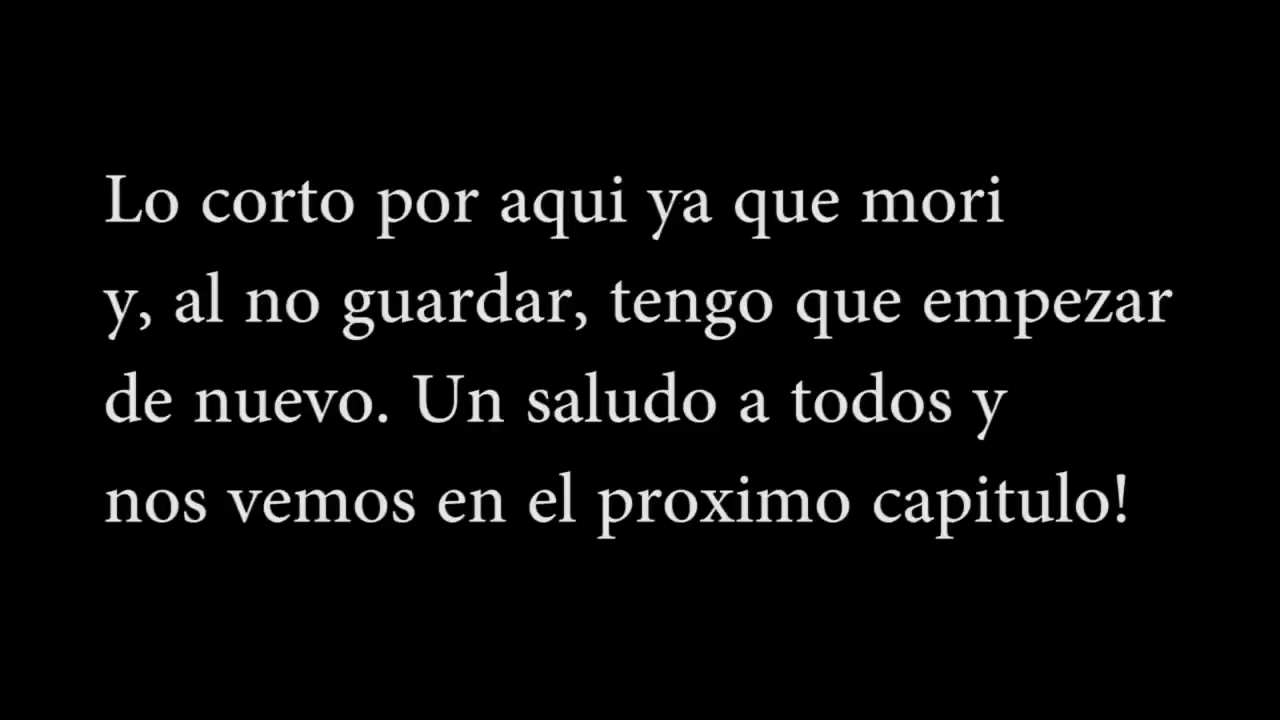 Lo corto por aqui ya que mori
y, al no guardar, tengo que empezar
de nuevo. Un saludo a todos y
nos vemos en el proximo capitulo!